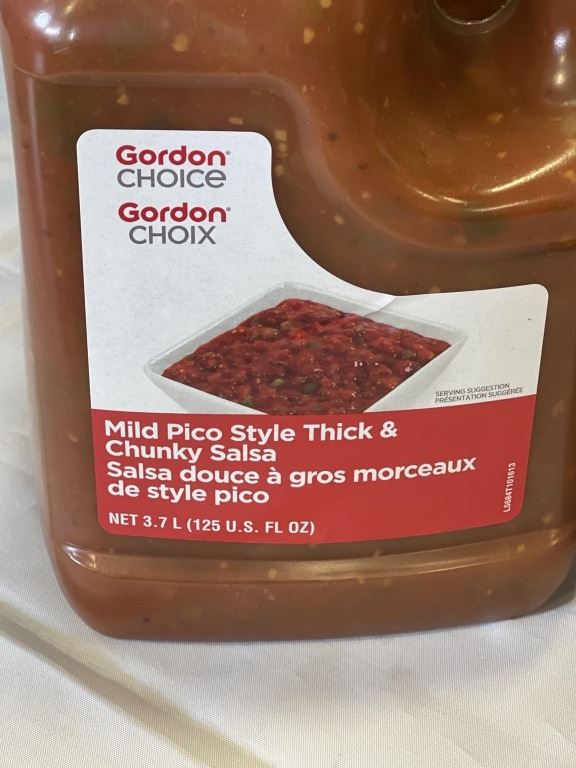 Gordon®
CHOICE
Gordon®
CHOIX
SERVING SUGGESTION
PRÉSENTATION SUGGÉRÉE
Mild Pico Style Thick &
Chunky Salsa
Salsa douce à gros morceaux
de style pico
NET 3.7 L (125 U.S. FL OZ)